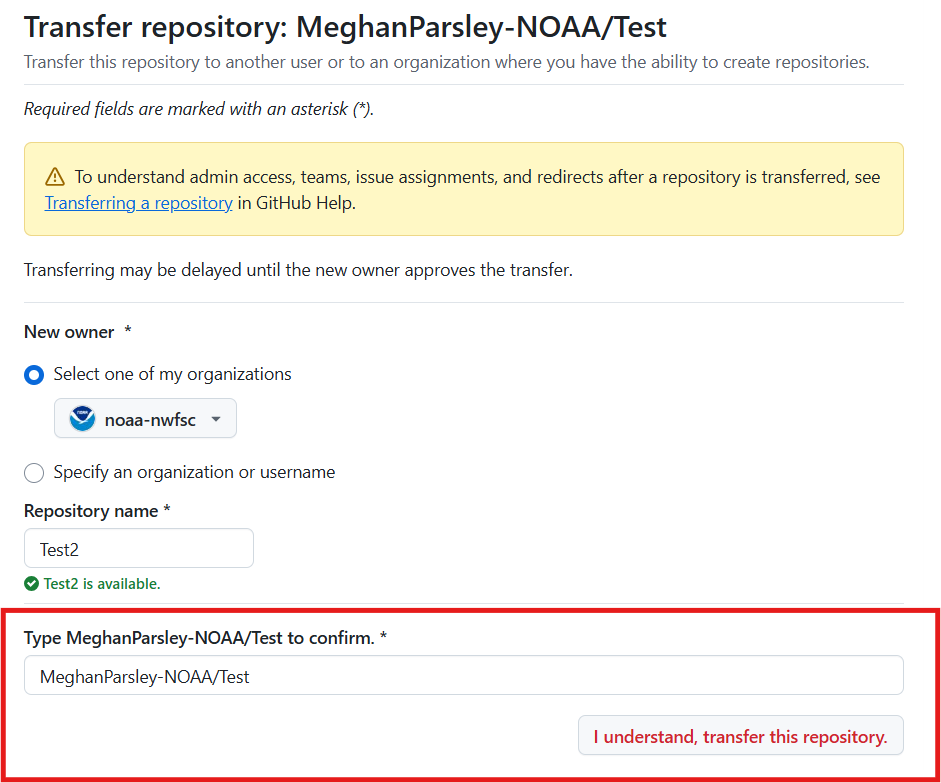 Transfer repository: MeghanParsley-NOAA/Test
Transfer this repository to another user or to an organization where you have the ability to create repositories.
Required fields are marked with an asterisk (*).
To understand admin access, teams, issue assignments, and redirects after a repository is transferred, see
Transferring a repository in GitHub Help.
Transferring may be delayed until the new owner approves the transfer.
New owner *
Select one of my organizations
noaa-nwfsc
Specify an organization or username
Repository name *
Test2
Test2 is available.
Type MeghanParsley-NOAA/Test to confirm. *
MeghanParsley-NOAA/Test
I understand, transfer this repository.